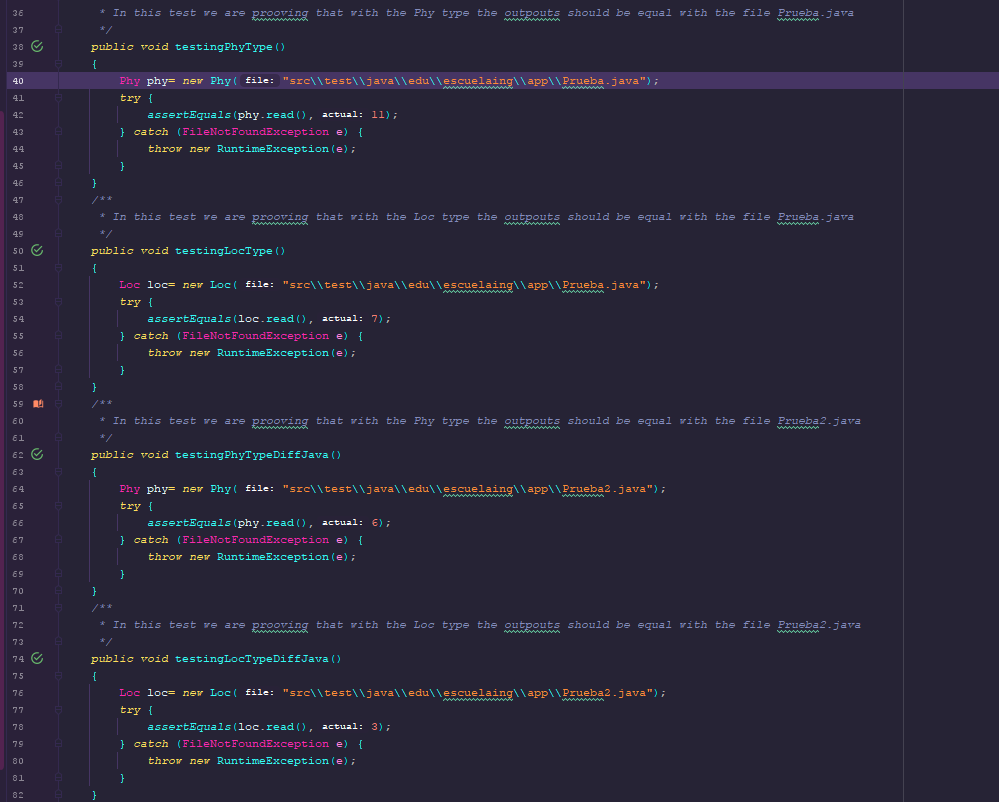 36 * In this test we are prooving that with the Phy type the outpouts should be equal with the file Prueba.java
37 */
38 public void testingPhyType()
39 {
40 Phy phy= new Phy( file: "src\\test\\java\\edu\\escuelaing\\app\\Prueba.java");
41 try {
42 assertEquals(phy.read(), actual: 11);
43 } catch (FileNotFoundException e) {
44 throw new RuntimeException(e);
45 }
46 }
47 /**
48 * In this test we are prooving that with the Loc type the outpouts should be equal with the file Prueba.java
49 */
50 public void testingLocType()
51 {
52 Loc loc= new Loc( file: "src\\test\\java\\edu\\escuelaing\\app\\Prueba.java");
53 try {
54 assertEquals(loc.read(), actual: 7);
55 } catch (FileNotFoundException e) {
56 throw new RuntimeException(e);
57 }
58 }
59 /**
60 * In this test we are prooving that with the Phy type the outpouts should be equal with the file Prueba2.java
61 */
62 public void testingPhyTypeDiffJava()
63 {
64 Phy phy= new Phy( file: "src\\test\\java\\edu\\escuelaing\\app\\Prueba2.java");
65 try {
66 assertEquals(phy.read(), actual: 6);
67 } catch (FileNotFoundException e) {
68 throw new RuntimeException(e);
69 }
70 }
71 /**
72 * In this test we are prooving that with the Loc type the outpouts should be equal with the file Prueba2.java
73 */
74 public void testingLocTypeDiffJava()
75 {
76 Loc loc= new Loc( file: "src\\test\\java\\edu\\escuelaing\\app\\Prueba2.java");
77 try {
78 assertEquals(loc.read(), actual: 3);
79 } catch (FileNotFoundException e) {
80 throw new RuntimeException(e);
81 }
82 }